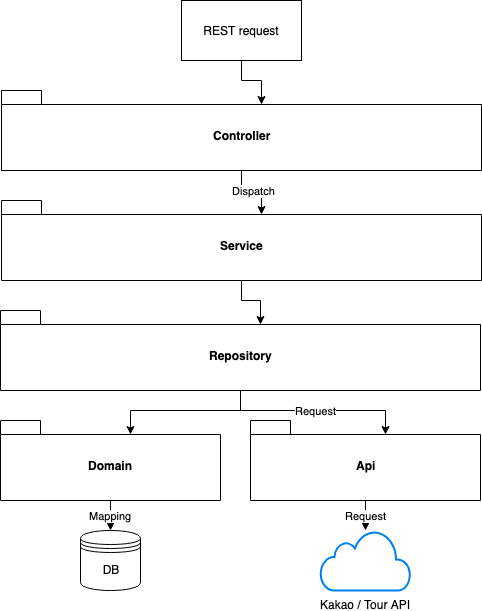 REST request
Controller
Dispatch
Service
Repository
Request
Domain
Api
Mapping
Request
DB
Kakao / Tour API